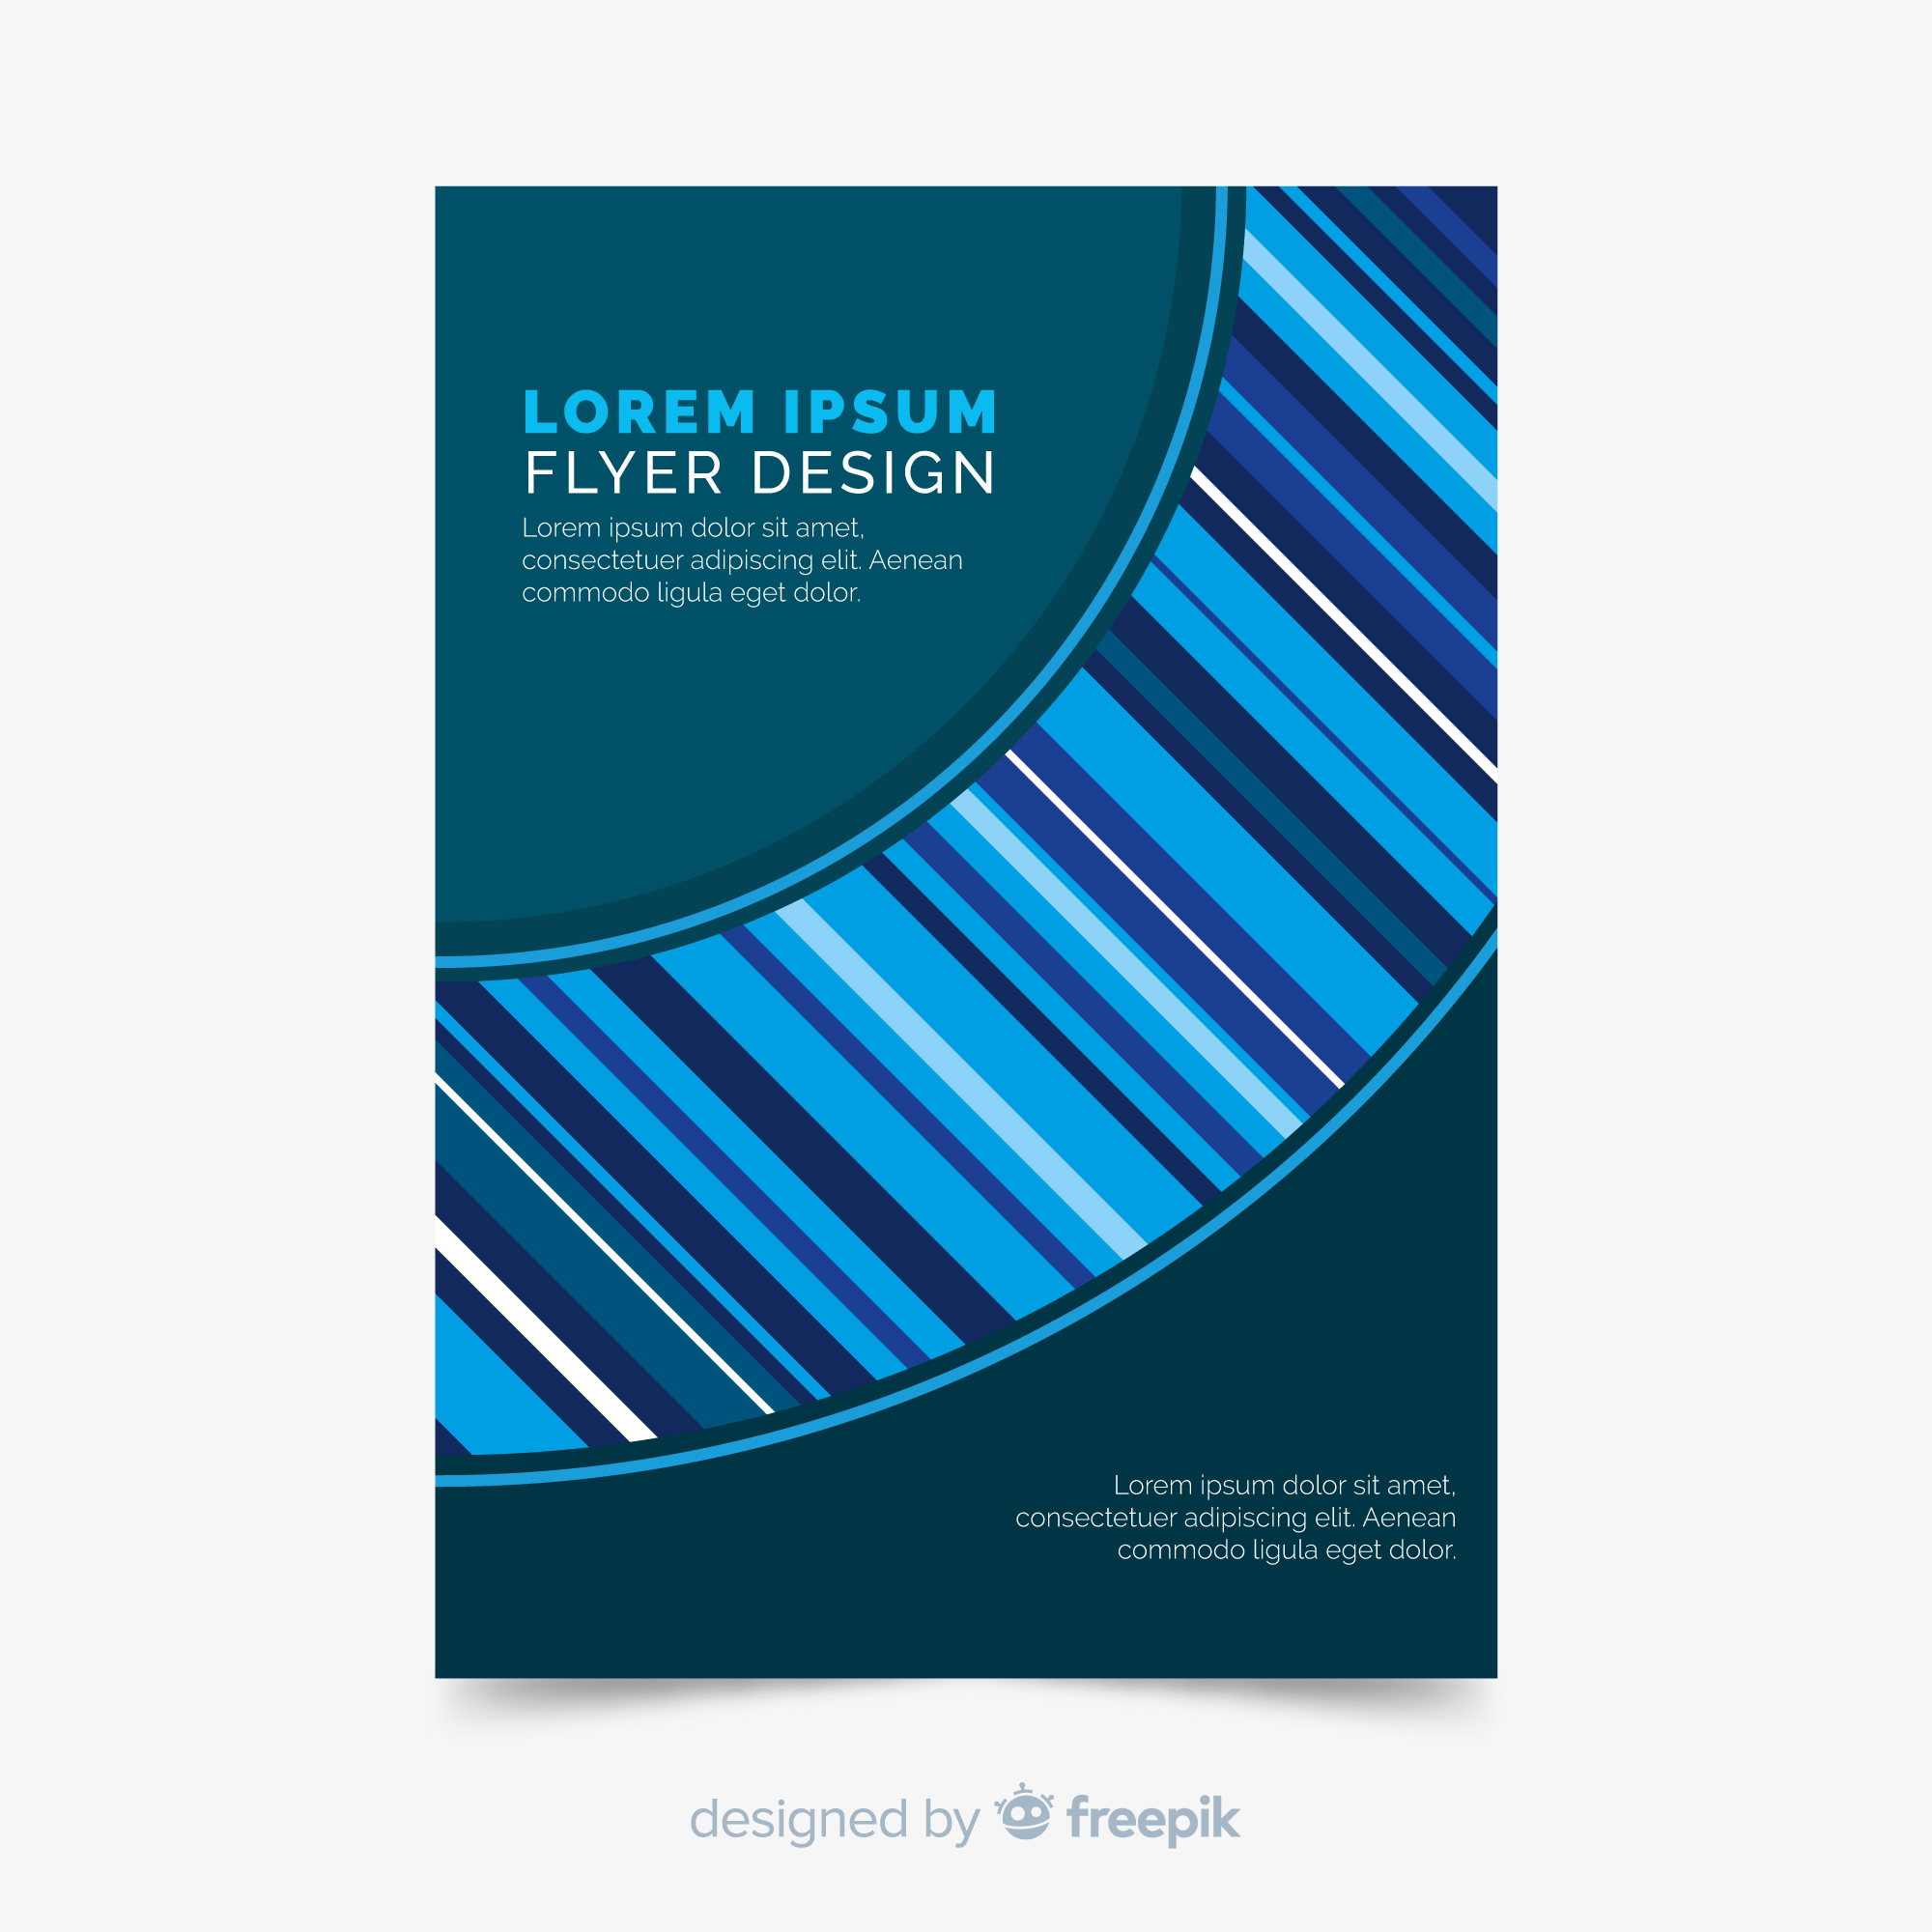 LOREM IPSUM
FLYER DESIGN
Lorem ipsum dolor sit amet,
consectetuer adipiscing elit. Aenean
commodo ligula eget dolor.
Lorem ipsum dolor sit amet,
consectetuer adipiscing elit. Aenean
commodo ligula eget dolor.
designed by freepik